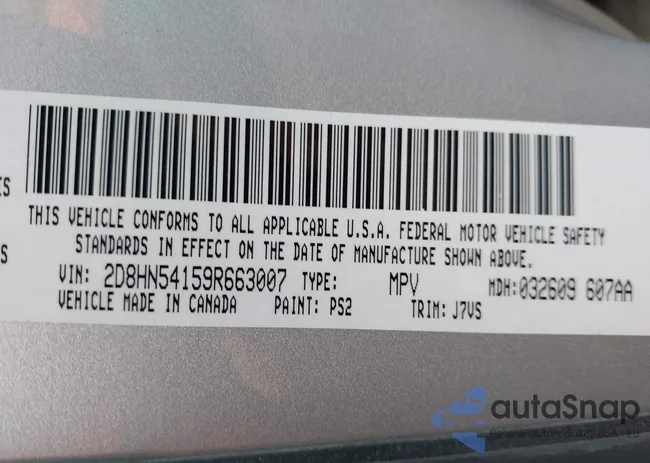 ES
THIS VEHICLE CONFORMS TO ALL APPLICABLE U.S.A. FEDERAL MOTOR VEHICLE SAFETY
S STANDARDS IN EFFECT ON THE DATE OF MANUFACTURE SHOWN ABOVE.
VIN: 2D8HN54159R663007 TYPE: MPV MDH:032609 607AA
VEHICLE MADE IN CANADA PAINT: PS2 TRIM: J7VS
autoSnap